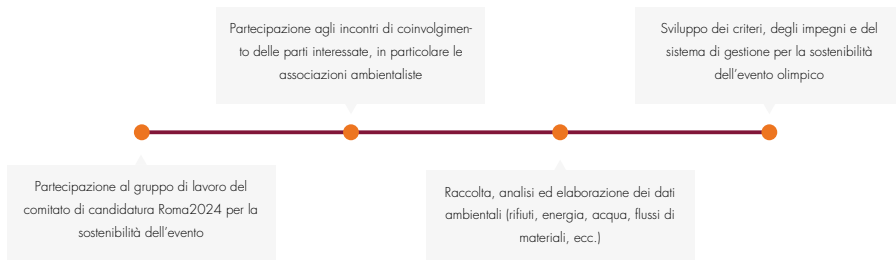 Partecipazione agli incontri di coinvolgimen-
to delle parti interessate, in particolare le
associazioni ambientaliste
Sviluppo dei criteri, degli impegni e del
sistema di gestione per la sostenibilità
dell'evento olimpico
Partecipazione al gruppo di lavoro del
comitato di candidatura Roma2024 per la
sostenibilità dell'evento
Raccolta, analisi ed elaborazione dei dati
ambientali (rifiuti, energia, acqua, flussi di
materiali, ecc.)